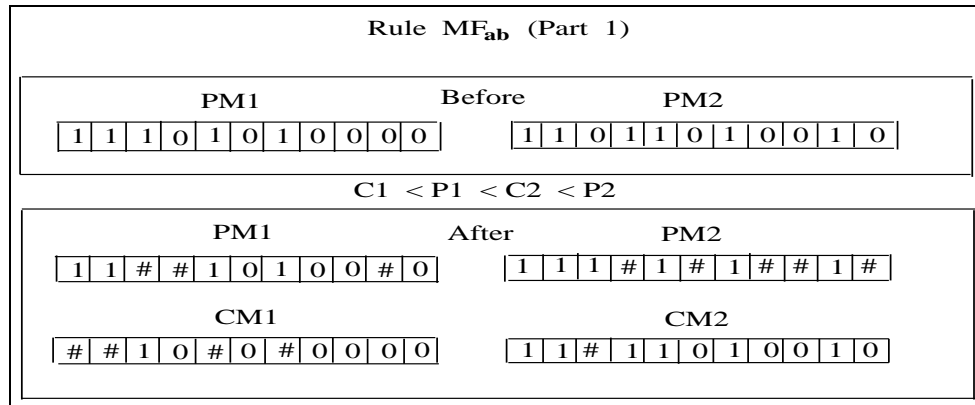 Rule MFab (Part 1)
PM1 Before PM2
1 1 1 0 1 0 1 0 0 0 0 1 1 0 1 1 0 1 0 0 1 0
C1 < P1 < C2 < P2
PM1 After PM2
1 1 # # 1 0 1 0 0 # 0 1 1 1 # 1 # 1 # # 1 #
CM1 CM2
# # 1 0 # 0 # 0 0 0 0 1 1 # 1 1 0 1 0 0 1 0